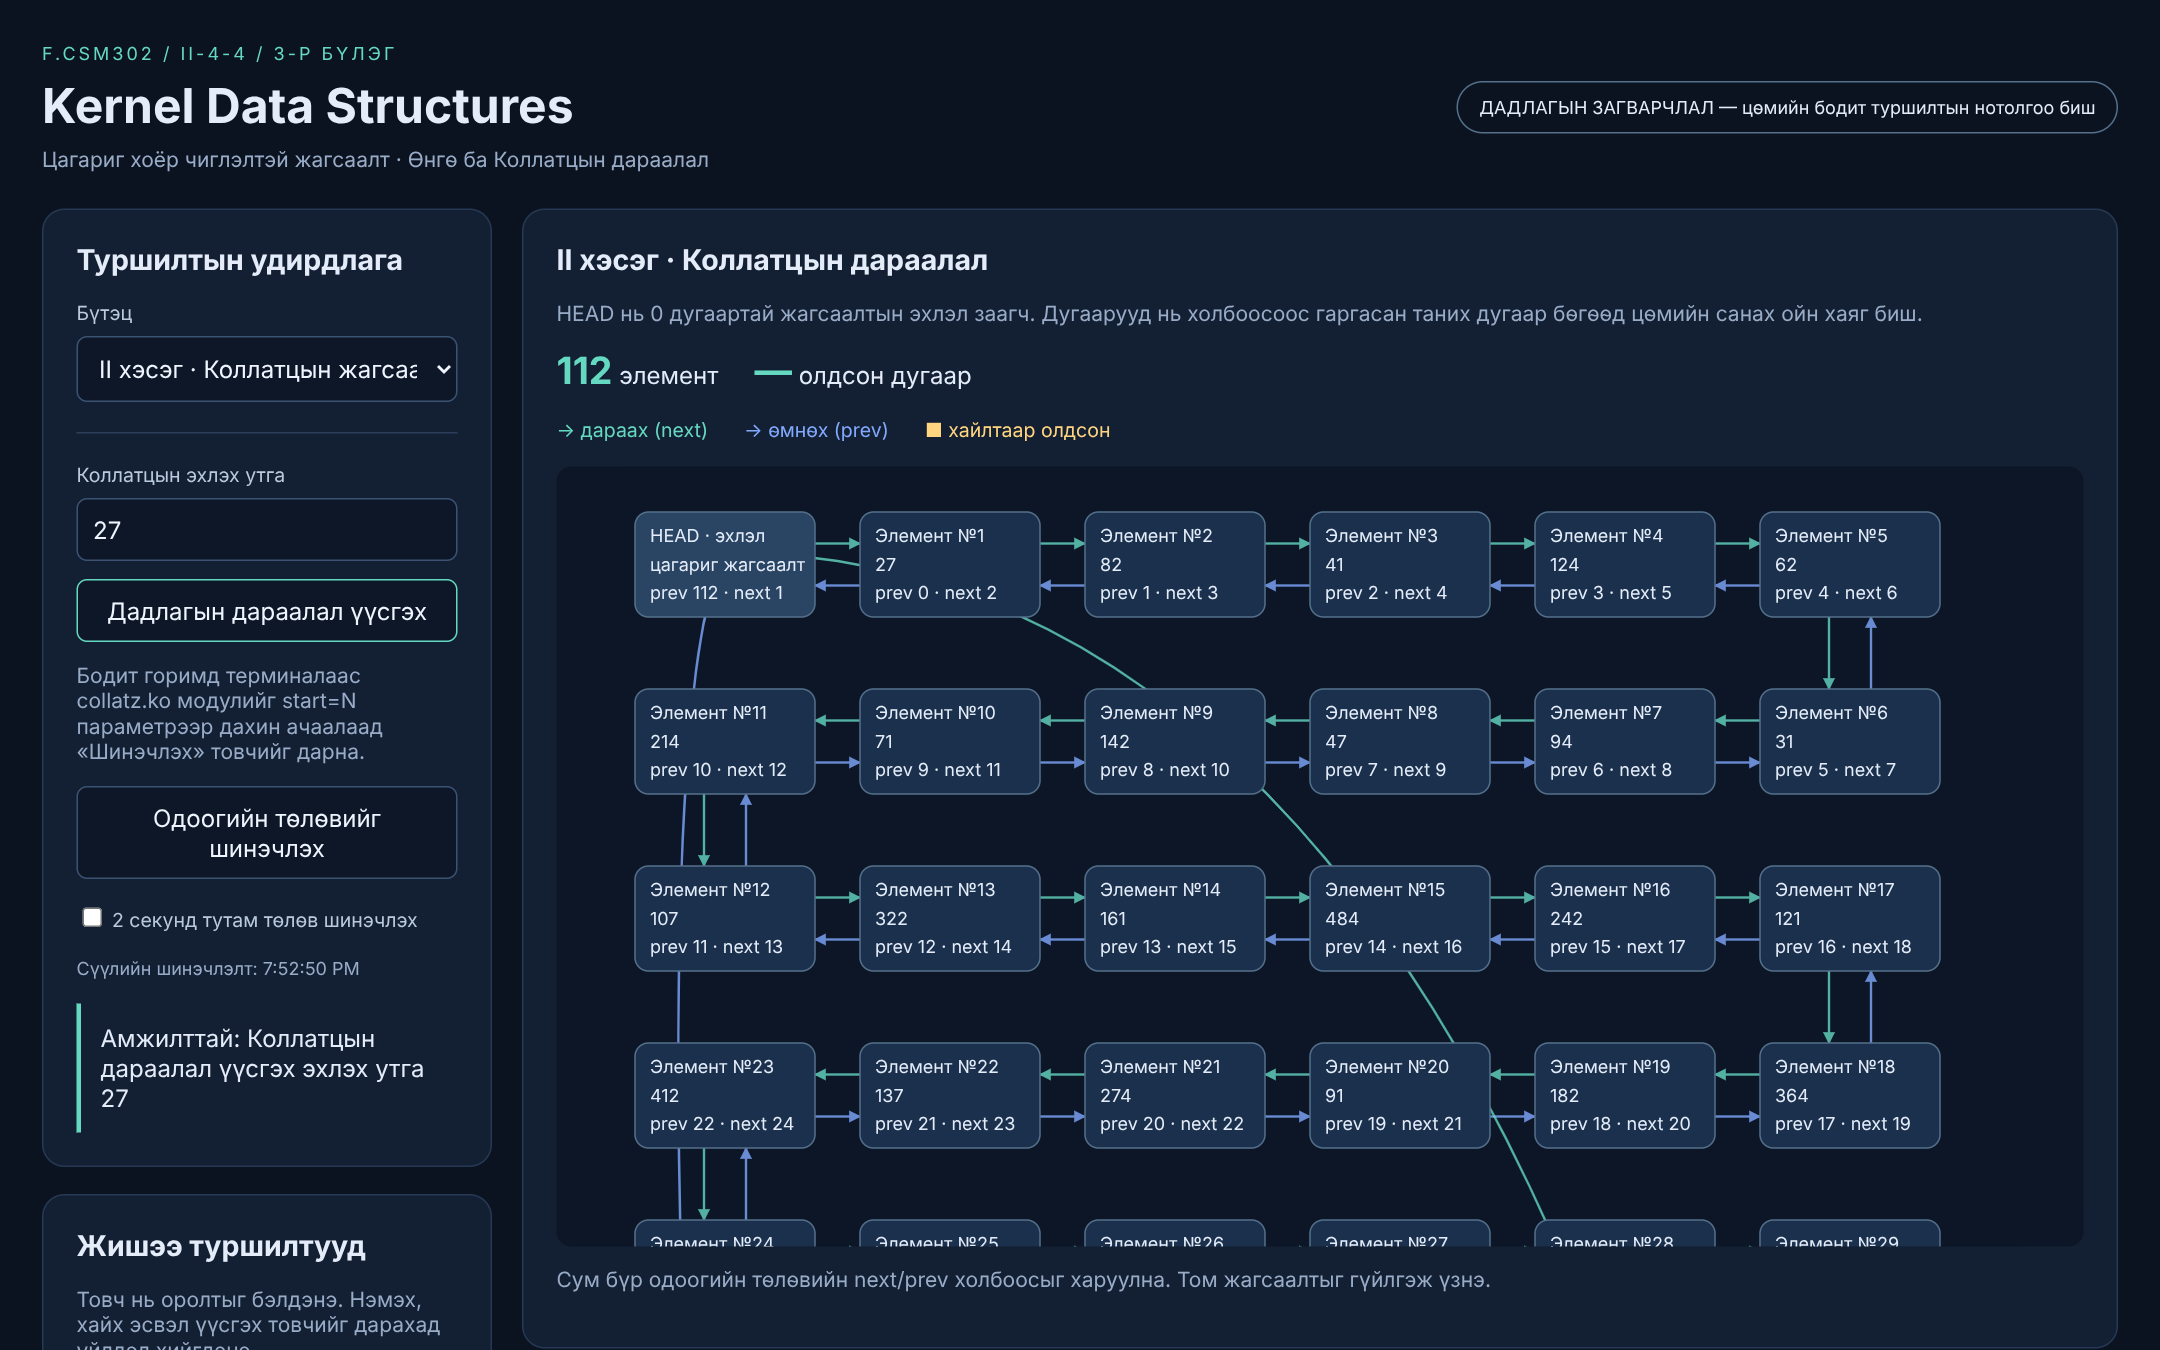 F.CSM302 / II-4-4 / 3-Р БҮЛЭГ
Kernel Data Structures
Цагариг хоёр чиглэлтэй жагсаалт · Өнгө ба Коллатцын дараалал
ДАДЛАГЫН ЗАГВАРЧЛАЛ — цөмийн бодит туршилтын нотолгоо биш
Туршилтын удирдлага
Бүтэц
II хэсэг · Коллатцын жагсаа
Коллатцын эхлэх утга
27
Дадлагын дараалал үүсгэх
Бодит горимд терминалаас
collatz.ko модулийг start=N
параметрээр дахин ачаалаад
«Шинэчлэх» товчийг дарна.
Одоогийн төлөвийг
шинэчлэх
2 секунд тутам төлөв шинэчлэх
Сүүлийн шинэчлэлт: 7:52:50 PM
Амжилттай: Коллатцын
дараалал үүсгэх эхлэх утга
27
Жишээ туршилтууд
Товч нь оролтыг бэлдэнэ. Нэмэх,
хайх эсвэл үүсгэх товчийг дарахад
үйлдэл хийгдэнэ.
II хэсэг · Коллатцын дараалал
HEAD нь 0 дугаартай жагсаалтын эхлэл заагч. Дугаарууд нь холбоосоос гаргасан таних дугаар бөгөөд цөмийн санах ойн хаяг биш.
112 элемент — олдсон дугаар
→ дараах (next) → өмнөх (prev) ■ хайлтаар олдсон
HEAD · эхлэл
цагариг жагсаалт
prev 112 · next 1
Элемент №1
27
prev 0 · next 2
Элемент №2
82
prev 1 · next 3
Элемент №3
41
prev 2 · next 4
Элемент №4
124
prev 3 · next 5
Элемент №5
62
prev 4 · next 6
Элемент №11
214
prev 10 · next 12
Элемент №10
71
prev 9 · next 11
Элемент №9
142
prev 8 · next 10
Элемент №8
47
prev 7 · next 9
Элемент №7
94
prev 6 · next 8
Элемент №6
31
prev 5 · next 7
Элемент №12
107
prev 11 · next 13
Элемент №13
322
prev 12 · next 14
Элемент №14
161
prev 13 · next 15
Элемент №15
484
prev 14 · next 16
Элемент №16
242
prev 15 · next 17
Элемент №17
121
prev 16 · next 18
Элемент №23
412
prev 22 · next 24
Элемент №22
137
prev 21 · next 23
Элемент №21
274
prev 20 · next 22
Элемент №20
91
prev 19 · next 21
Элемент №19
182
prev 18 · next 20
Элемент №18
364
prev 17 · next 19
Элемент №24
Элемент №25
Элемент №26
Элемент №27
Элемент №28
Элемент №29
Сум бүр одоогийн төлөвийн next/prev холбоосыг харуулна. Том жагсаалтыг гүйлгэж үзнэ.